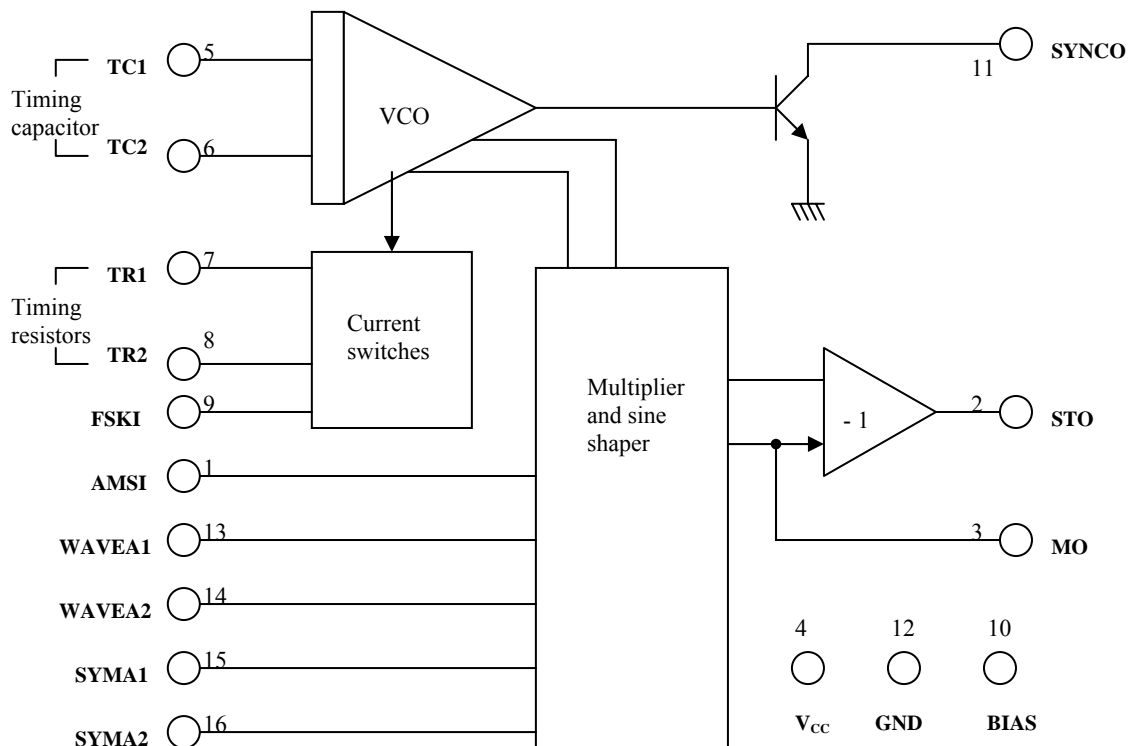 TC1
5
Timing
capacitor
TC2
6
VCO
11
SYNCO
TR1
7
Timing
resistors
TR2
8
FSKI
9
Current
switches
AMSI
1
WAVEA1
13
WAVEA2
14
SYMA1
15
SYMA2
16
Multiplier
and sine
shaper
- 1
2
STO
3
MO
4
12
10
VCC
GND
BIAS